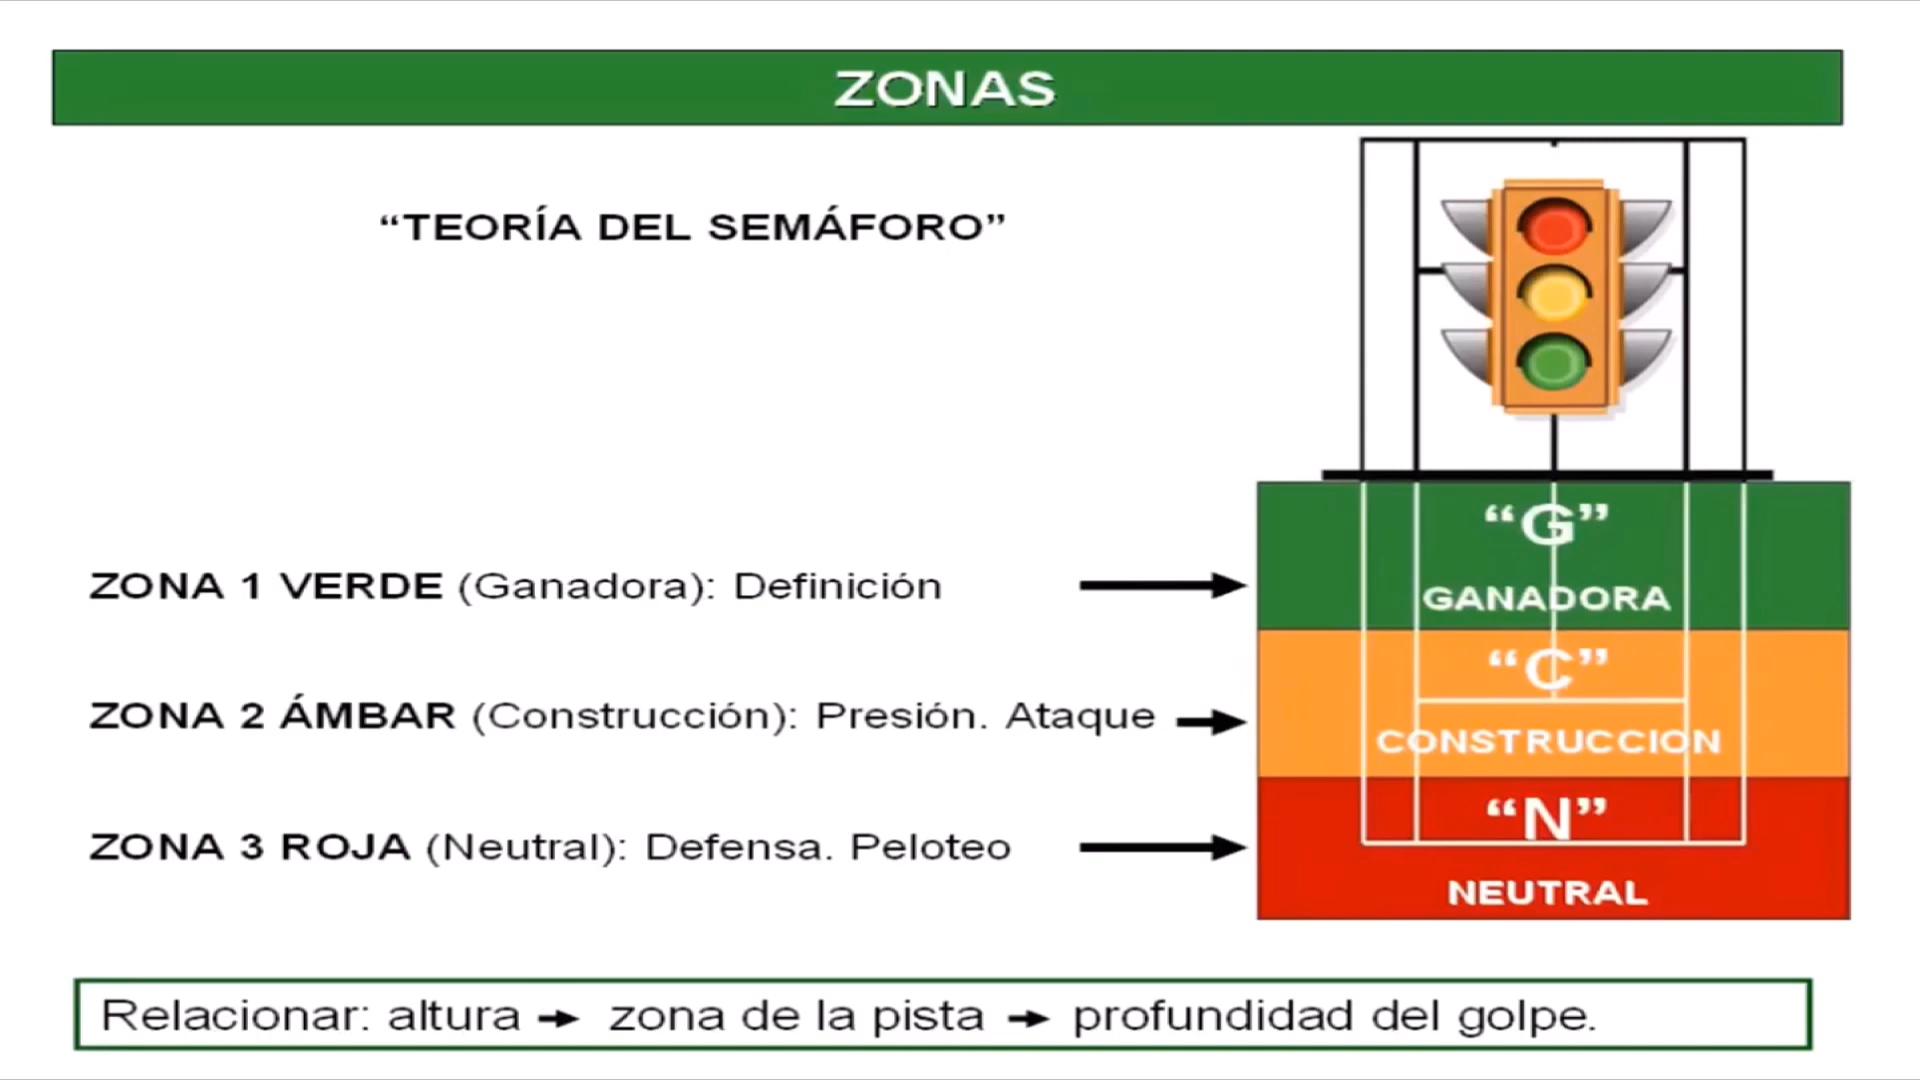 ZONAS
“TEORÍA DEL SEMÁFORO”
“G”
GANADORA
ZONA 1 VERDE (Ganadora): Definición
“C”
CONSTRUCCION
ZONA 2 ÁMBAR (Construcción): Presión. Ataque
“N”
NEUTRAL
ZONA 3 ROJA (Neutral): Defensa. Peloteo
Relacionar: altura → zona de la pista → profundidad del golpe.